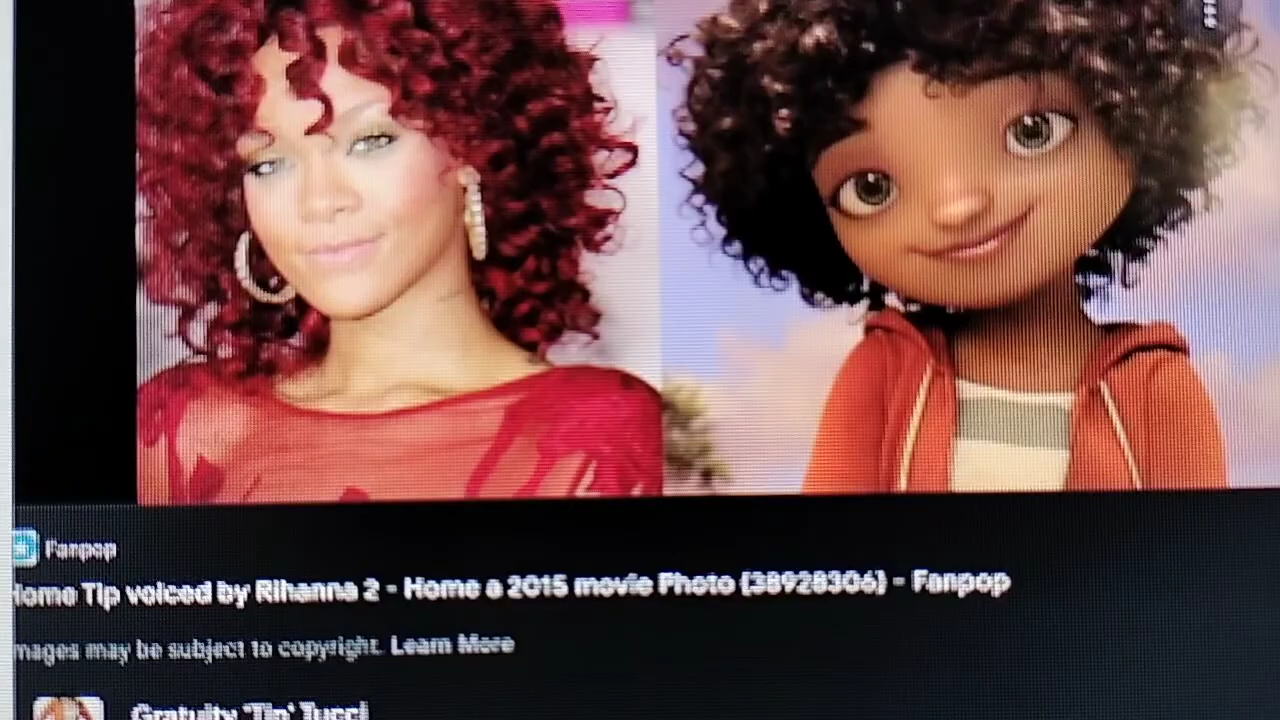 Fanpop
Home Tip voiced by Rihanna 2 - Home a 2015 movie Photo (38928306) - Fanpop
mages may be subject to copyright. Learn More
Gratuity 'Tip' Tucci